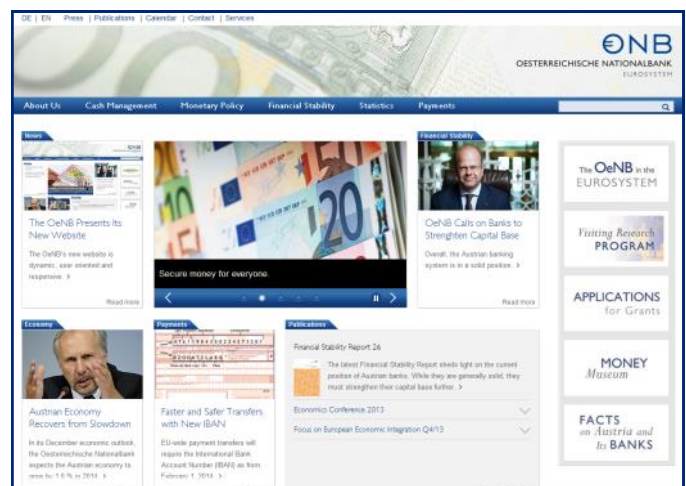 DE | EN Press | Publications | Calendar | Contact | Services
€NB
OESTERREICHISCHE NATIONALBANK
EUROSYSTEM
About Us Cash Management Monetary Policy Financial Stability Statistics Payments
News
The OeNB Presents Its
New Website
The OeNB's new website is
dynamic, user oriented and
responsive. >
Read more
20
Secure money for everyone.
Financial Stability
OeNB Calls on Banks to
Strenghten Capital Base
Overall, the Austrian banking
system is in a solid position. >
Read more
The OeNB in the
EUROSYSTEM
Visiting Research
PROGRAM
APPLICATIONS
for Grants
MONEY
Museum
FACTS
on Austria and
Its BANKS
Economy
Austrian Economy
Recovers from Slowdown
In its December economic outlook,
the Oesterreichische Nationalbank
expects the Austrian economy to
grow by 1.6 % in 2014. >
Payments
Faster and Safer Transfers
with New IBAN
EU-wide payment transfers will
require the International Bank
Account Number (IBAN) as from
February 1, 2014. >
Publications
Financial Stability Report 26
The latest Financial Stability Report sheds light on the current
position of Austrian banks. While they are generally solid, they
must strengthen their capital base further. >
Economics Conference 2013
Focus on European Economic Integration Q4/13